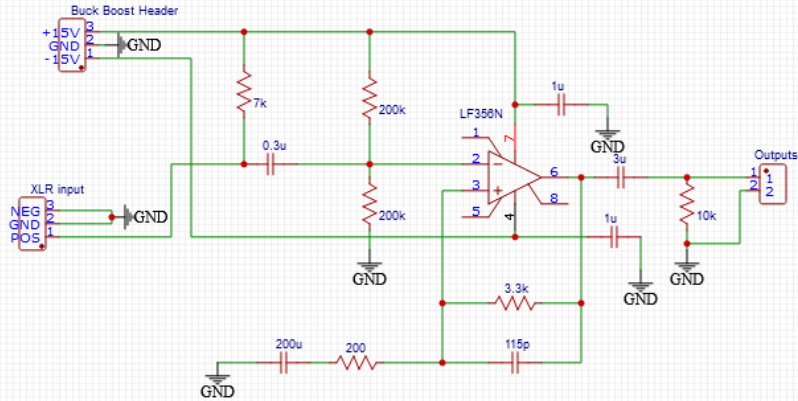 Buck Boost Header
+15V 3
GND 2
-15V 1
GND
7k
200k
1u
GND
LF356N
1
7
0.3u
2
3
5
4
6
8
3u
Outputs
1 1
2 2
XLR input
NEG 3
GND 2
POS 1
GND
200k
10k
1u
GND
GND
GND
3.3k
200u
200
115p
GND